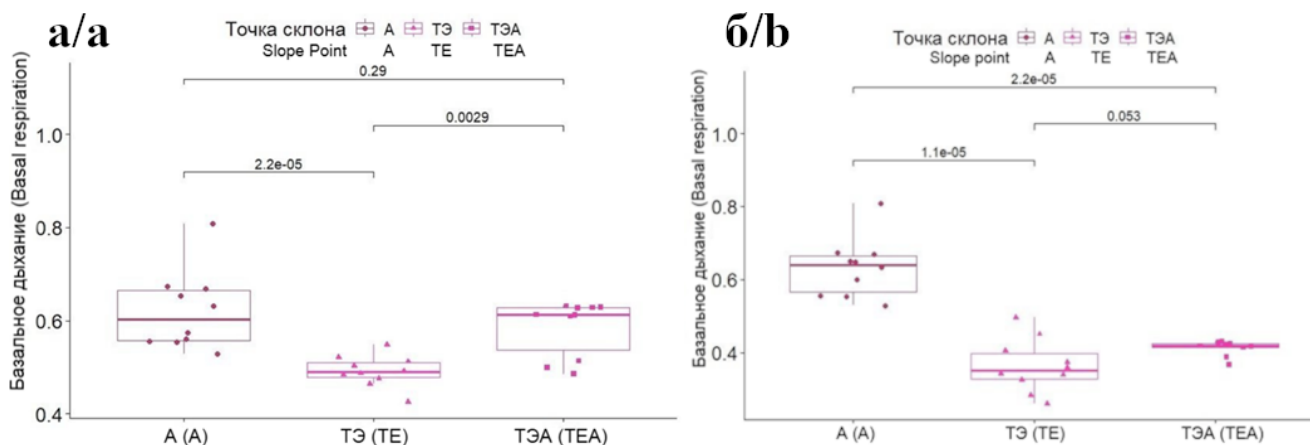 а/a
Точка склона А ТЭ ТЭА
Slope Point A TE TEA
Базальное дыхание (Basal respiration)
0.29
0.0029
2.2e-05
1.0
0.8
0.6
0.4
А (A) ТЭ (TE) ТЭА (TEA)
б/b
Точка склона А ТЭ ТЭА
Slope point A TE TEA
Базальное дыхание (Basal respiration)
2.2e-05
0.053
1.1e-05
1.0
0.8
0.6
0.4
А (A) ТЭ (TE) ТЭА (TEA)